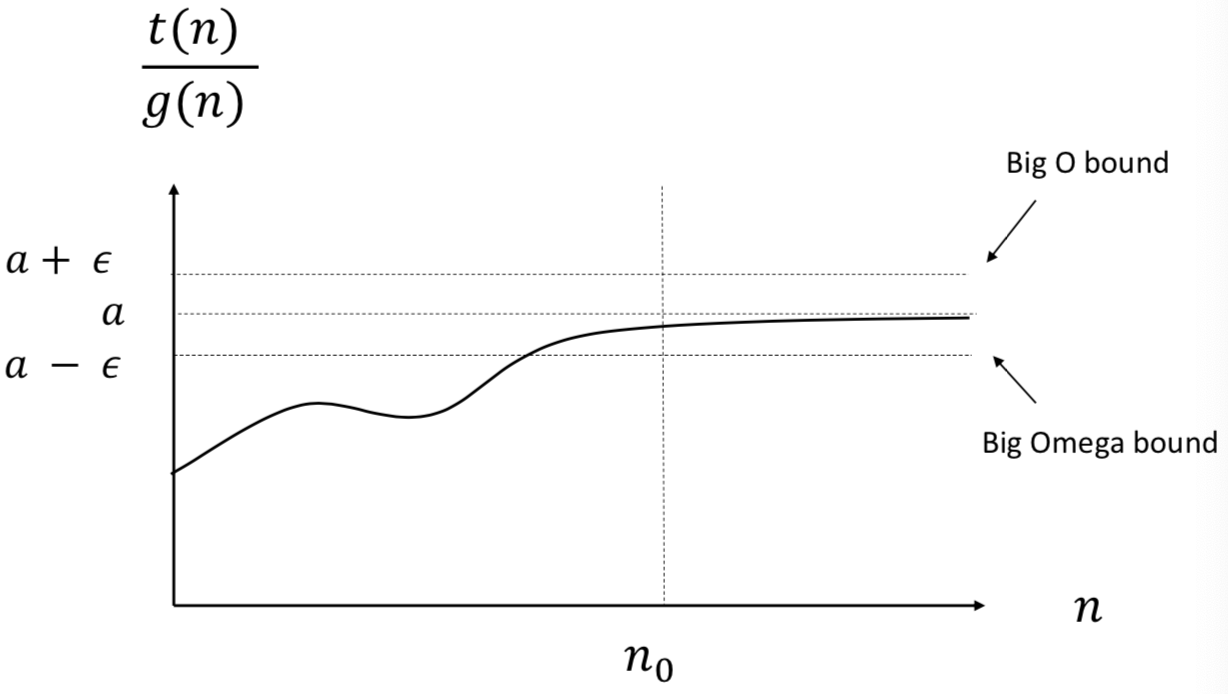 t(n)
g(n)
Big O bound
a + ϵ
a
a − ϵ
Big Omega bound
n
n₀